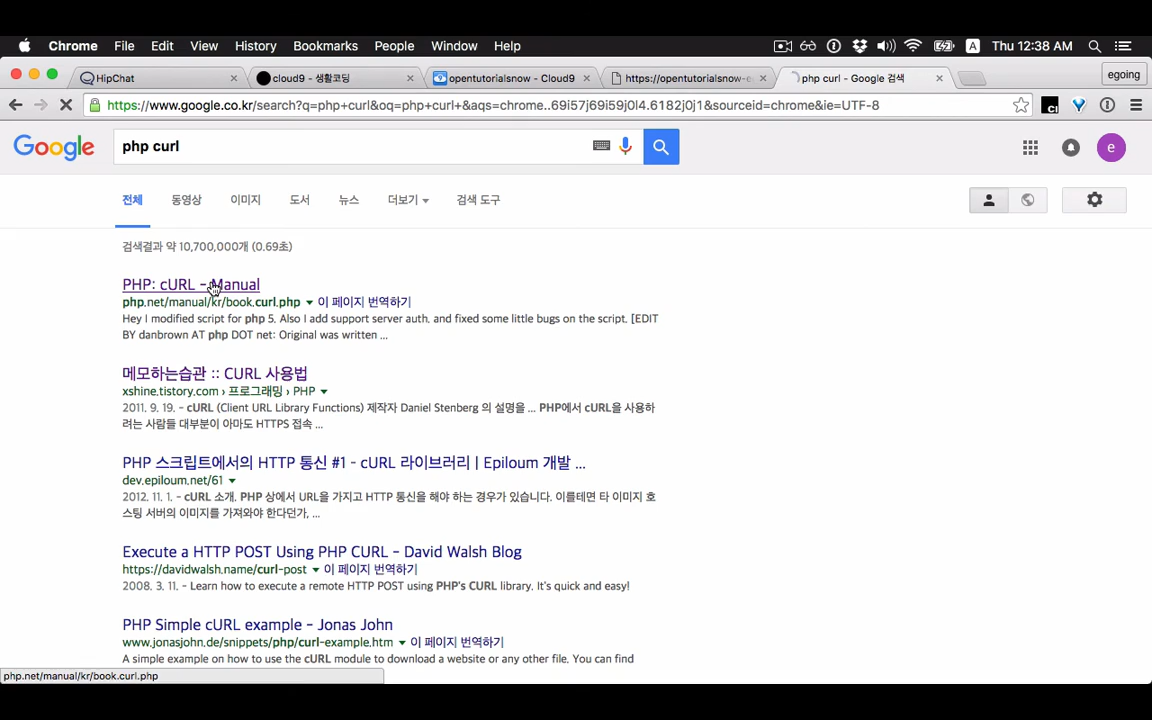 Chrome File Edit View History Bookmarks People Window Help A Thu 12:38 AM
HipChat cloud9 - 생활코딩 opentutorialsnow - Cloud9 https://opentutorialsnow-e php curl - Google 검색 egoing
https://www.google.co.kr/search?q=php+curl&oq=php+curl+&aqs=chrome..69i57j69i59j0l4.6182j0j1&sourceid=chrome&ie=UTF-8
Google php curl e
전체 동영상 이미지 도서 뉴스 더보기 검색 도구
검색결과 약 10,700,000개 (0.69초)
PHP: cURL - Manual
php.net/manual/kr/book.curl.php 이 페이지 번역하기
Hey I modified script for php 5. Also I add support server auth. and fixed some little bugs on the script. [EDIT
BY danbrown AT php DOT net: Original was written ...
메모하는습관 :: CURL 사용법
xshine.tistory.com › 프로그래밍 › PHP
2011. 9. 19. - cURL (Client URL Library Functions) 제작자 Daniel Stenberg 의 설명을 ... PHP에서 cURL을 사용하
려는 사람들 대부분이 아마도 HTTPS 접속 ...
PHP 스크립트에서의 HTTP 통신 #1 - cURL 라이브러리 | Epiloum 개발 ...
dev.epiloum.net/61
2012. 11. 1. - cURL 소개. PHP 상에서 URL을 가지고 HTTP 통신을 해야 하는 경우가 있습니다. 이를테면 타 이미지 호
스팅 서버의 이미지를 가져와야 한다던가, ...
Execute a HTTP POST Using PHP CURL - David Walsh Blog
https://davidwalsh.name/curl-post 이 페이지 번역하기
2008. 3. 11. - Learn how to execute a remote HTTP POST using PHP's CURL library. It's quick and easy!
PHP Simple cURL example - Jonas John
www.jonasjohn.de/snippets/php/curl-example.htm 이 페이지 번역하기
A simple example on how to use the cURL module to download a website or any other file. You can find
php.net/manual/kr/book.curl.php